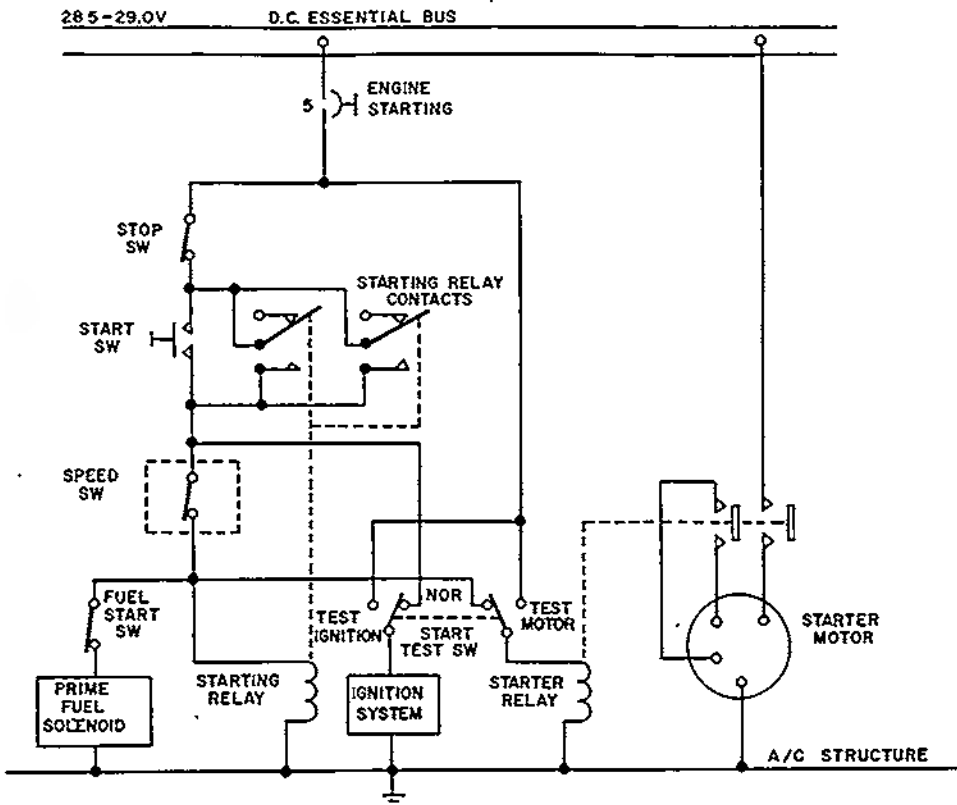 28.5-29.0V
D.C. ESSENTIAL BUS
5
ENGINE
STARTING
STOP
SW
STARTING RELAY
CONTACTS
START
SW
SPEED
SW
FUEL
START
SW
NOR
TEST
IGNITION
START
TEST SW
TEST
MOTOR
STARTER
MOTOR
PRIME
FUEL
SOLENOID
STARTING
RELAY
IGNITION
SYSTEM
STARTER
RELAY
A/C STRUCTURE